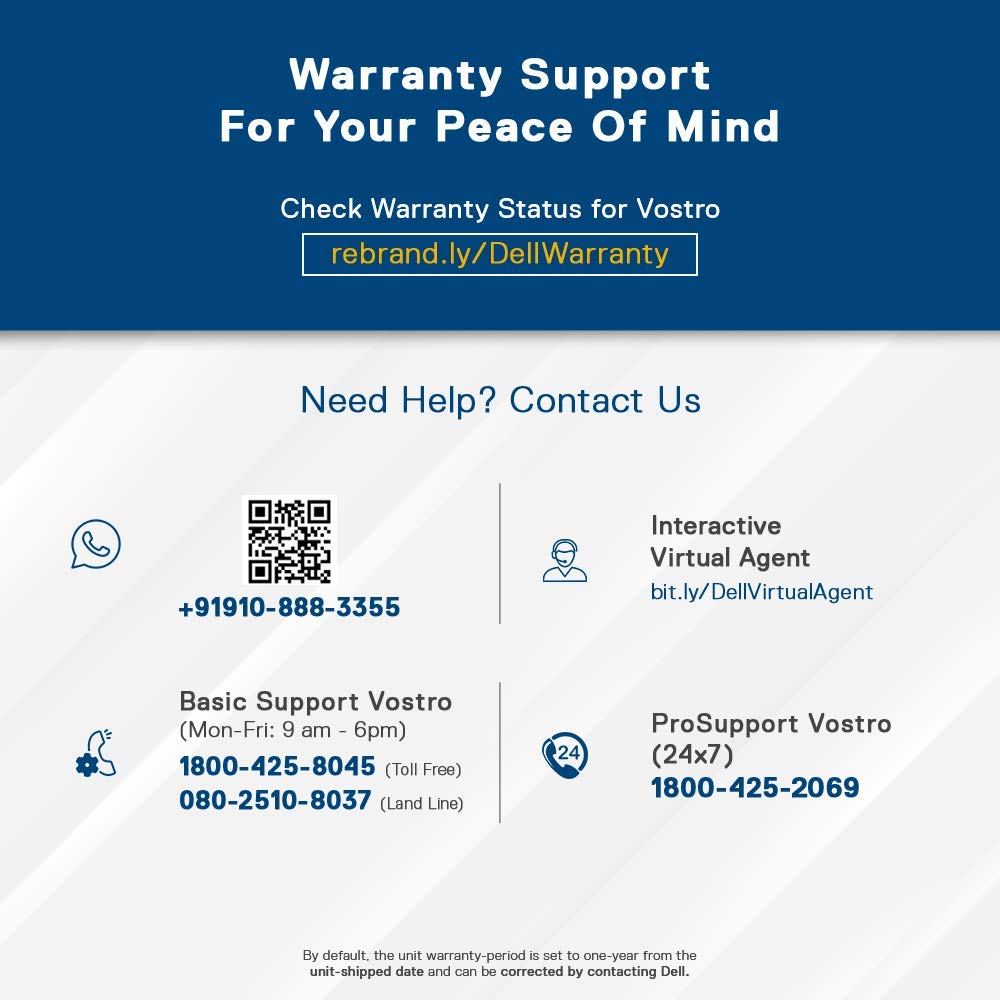 Warranty Support
For Your Peace Of Mind
Check Warranty Status for Vostro
rebrand.ly/DellWarranty
Need Help? Contact Us
+91910-888-3355
Interactive
Virtual Agent
bit.ly/DellVirtualAgent
Basic Support Vostro
(Mon-Fri: 9 am - 6pm)
1800-425-8045 (Toll Free)
080-2510-8037 (Land Line)
24
ProSupport Vostro
(24x7)
1800-425-2069
By default, the unit warranty-period is set to one-year from the
unit-shipped date and can be corrected by contacting Dell.